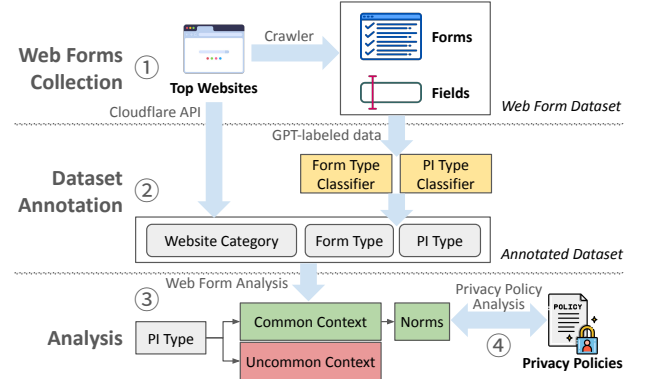 Web Forms
Collection
①
Top Websites
Crawler
Forms
Fields
Web Form Dataset
Cloudflare API
GPT-labeled data
Dataset
Annotation
②
Form Type
Classifier
PI Type
Classifier
Website Category
Form Type
PI Type
Annotated Dataset
③
Web Form Analysis
Analysis
PI Type
Common Context
Uncommon Context
Norms
Privacy Policy
Analysis
④
POLICY
Privacy Policies